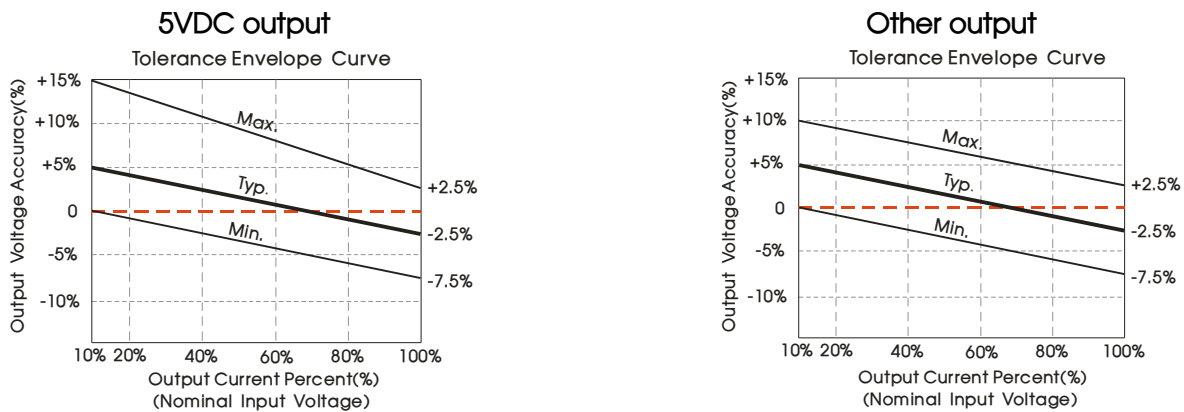 5VDC output
Tolerance Envelope Curve
Output Voltage Accuracy(%)
+15%
+10%
+5%
0
-5%
-10%
Max.
Typ.
Min.
+2.5%
-2.5%
-7.5%
10% 20% 40% 60% 80% 100%
Output Current Percent(%)
(Nominal Input Voltage)
Other output
Tolerance Envelope Curve
Output Voltage Accuracy(%)
+15%
+10%
+5%
0
-5%
-10%
Max.
Typ.
Min.
+2.5%
-2.5%
-7.5%
10% 20% 40% 60% 80% 100%
Output Current Percent(%)
(Nominal Input Voltage)